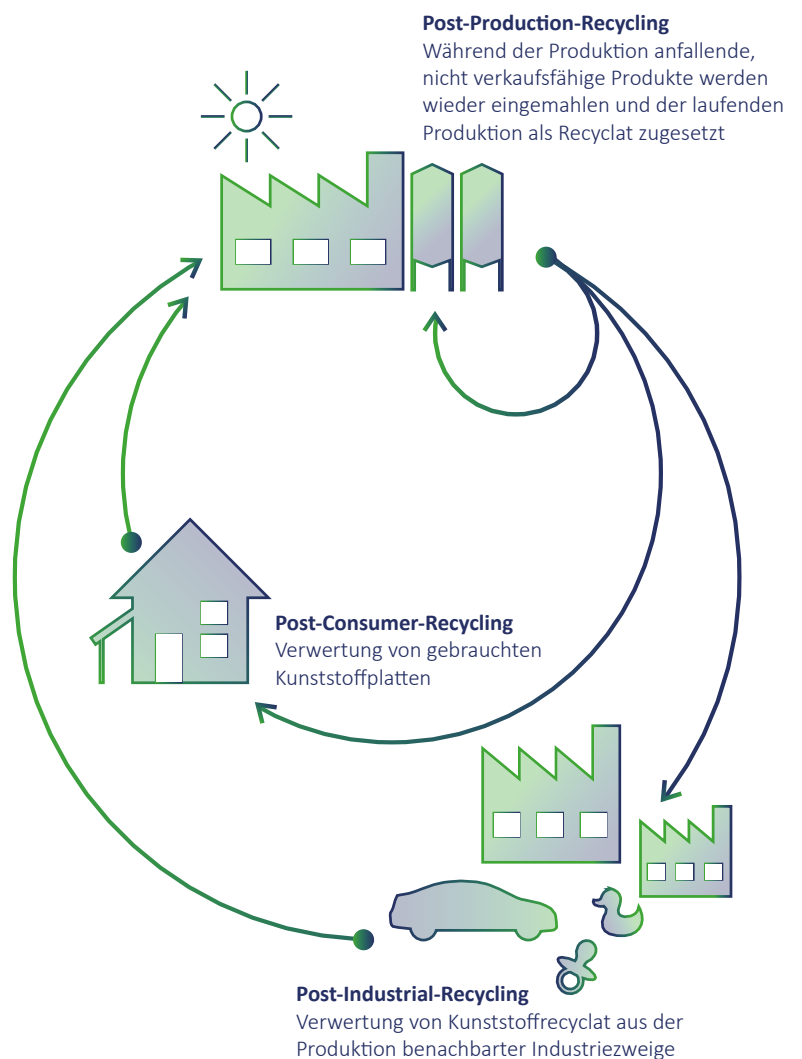 Post-Production-Recycling
Während der Produktion anfallende,
nicht verkaufsfähige Produkte werden
wieder eingemahlen und der laufenden
Produktion als Recyclat zugesetzt
Post-Consumer-Recycling
Verwertung von gebrauchten
Kunststoffplatten
Post-Industrial-Recycling
Verwertung von Kunststoffrecyclat aus der
Produktion benachbarter Industriezweige